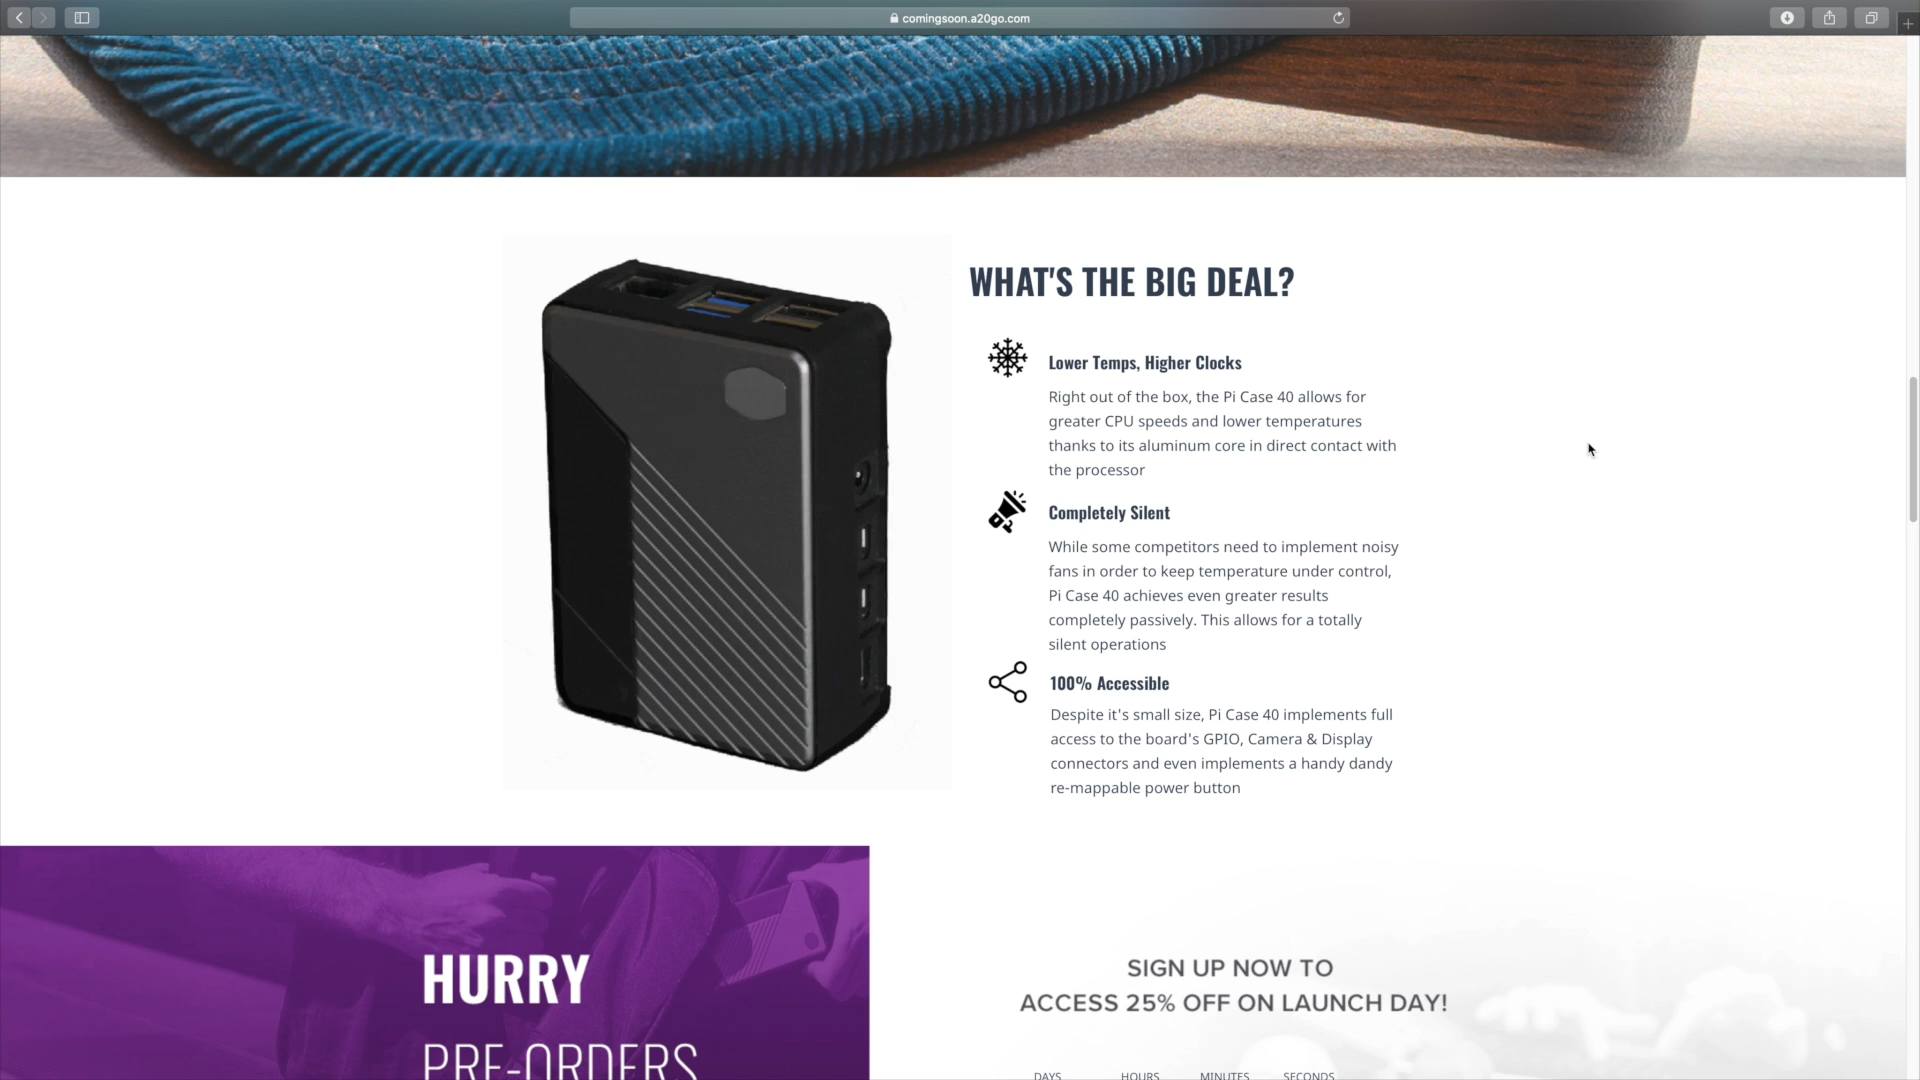 comingsoon.a20go.com
WHAT'S THE BIG DEAL?
Lower Temps, Higher Clocks
Right out of the box, the Pi Case 40 allows for
greater CPU speeds and lower temperatures
thanks to its aluminum core in direct contact with
the processor
Completely Silent
While some competitors need to implement noisy
fans in order to keep temperature under control,
Pi Case 40 achieves even greater results
completely passively. This allows for a totally
silent operations
100% Accessible
Despite it's small size, Pi Case 40 implements full
access to the board's GPIO, Camera & Display
connectors and even implements a handy dandy
re-mappable power button
HURRY
PRE-ORDERS
SIGN UP NOW TO
ACCESS 25% OFF ON LAUNCH DAY!
DAYS HOURS MINUTES SECONDS